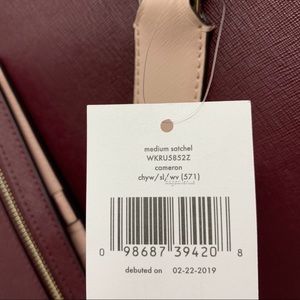 medium satchel
WKRU5852Z
cameron
chyw/sl/wv (571)
0 98687 39420 8
debuted on 02-22-2019